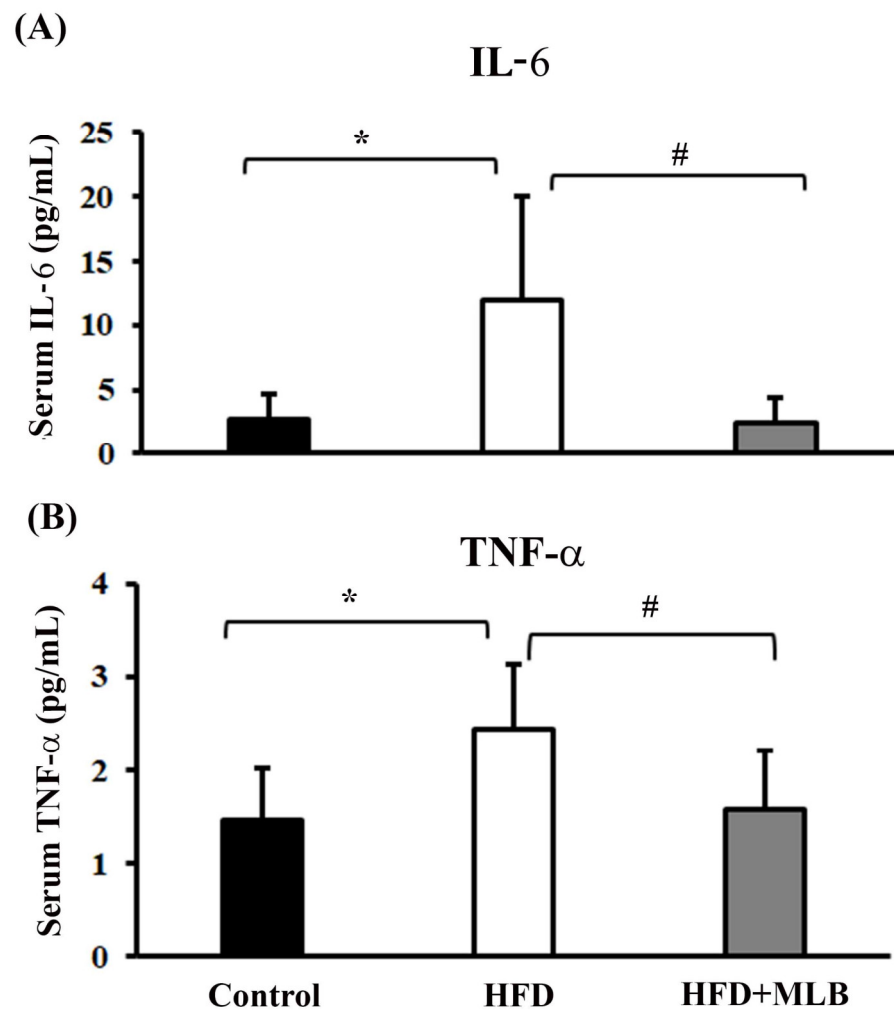 (A)
IL-6
Serum IL-6 (pg/mL)
25
20
15
10
5
0
*
#
(B)
TNF-α
Serum TNF-α (pg/mL)
4
3
2
1
0
*
#
Control HFD HFD+MLB